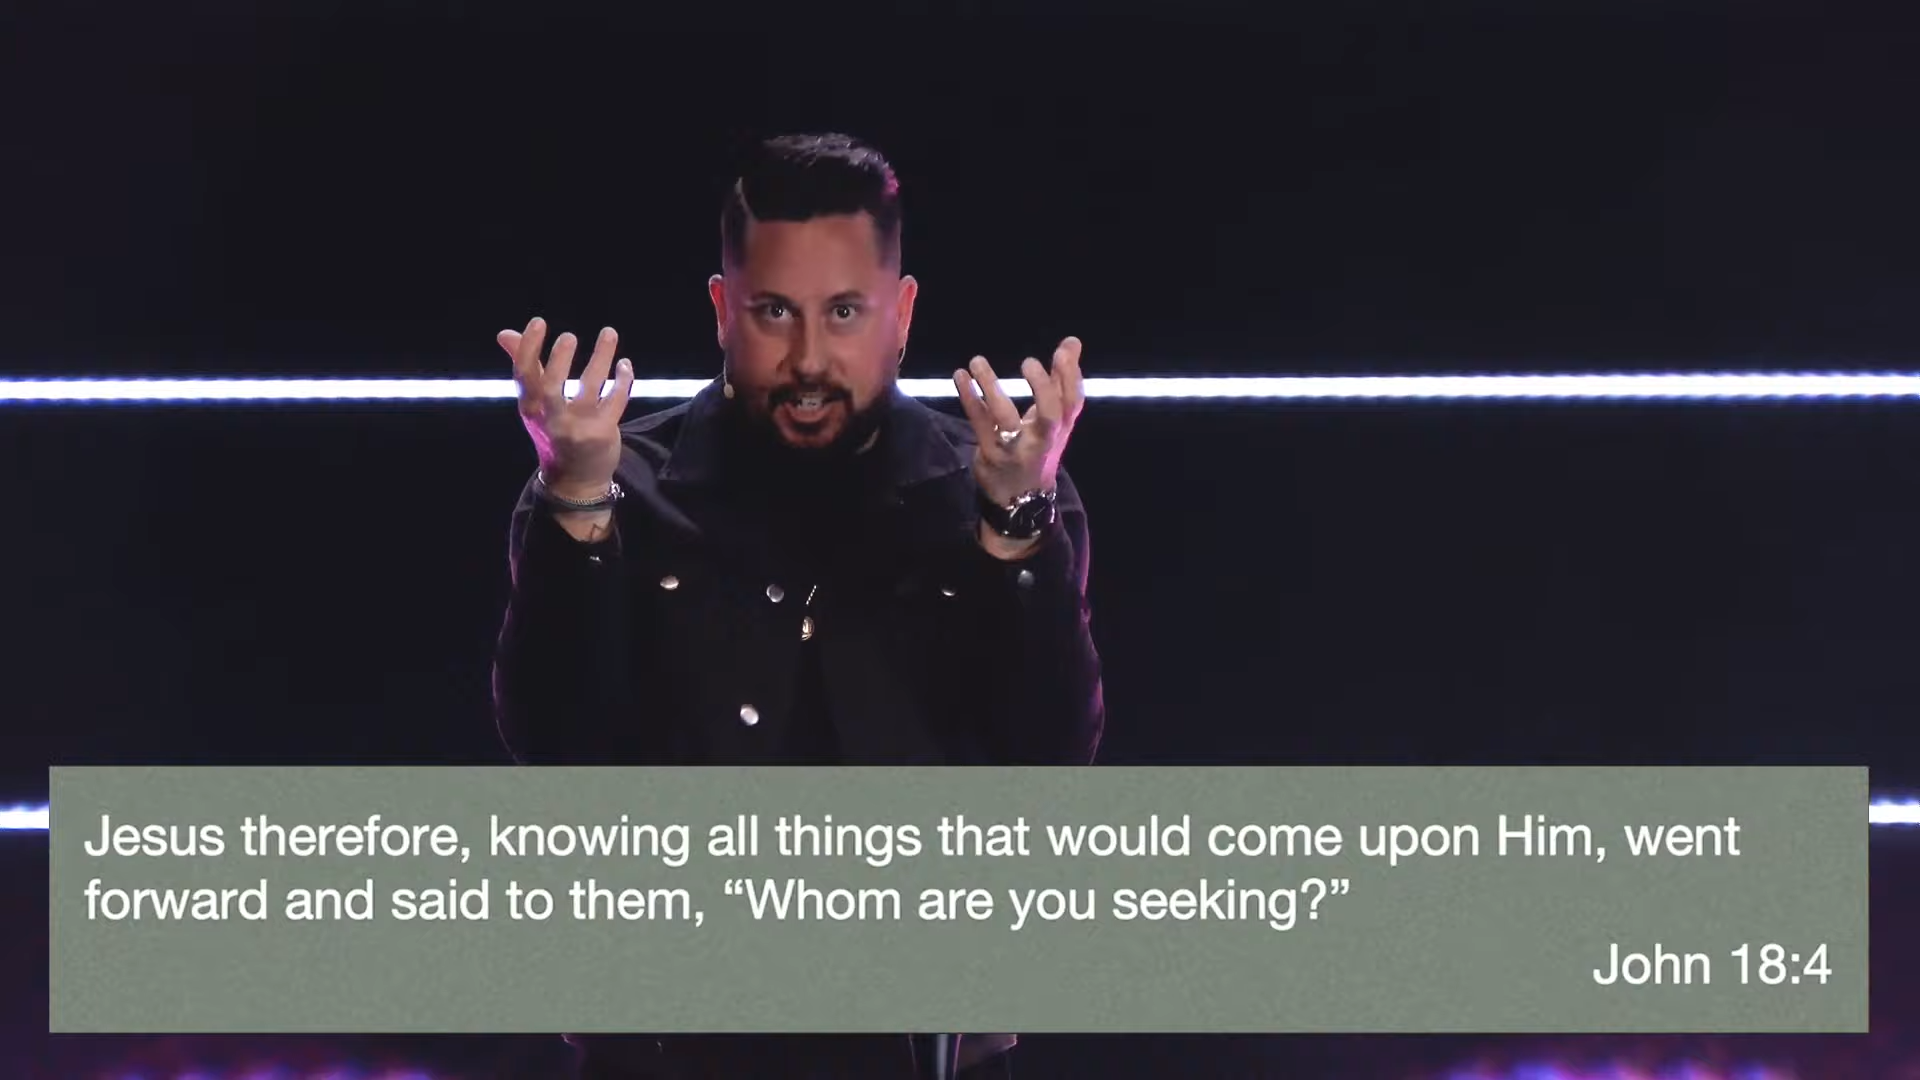 Jesus therefore, knowing all things that would come upon Him, went
forward and said to them, “Whom are you seeking?”
John 18:4